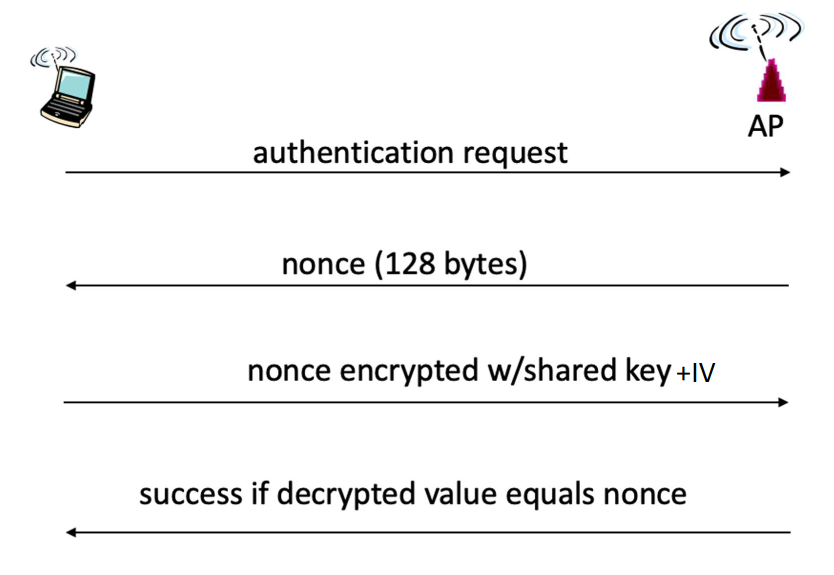 AP
authentication request
nonce (128 bytes)
nonce encrypted w/shared key +IV
success if decrypted value equals nonce